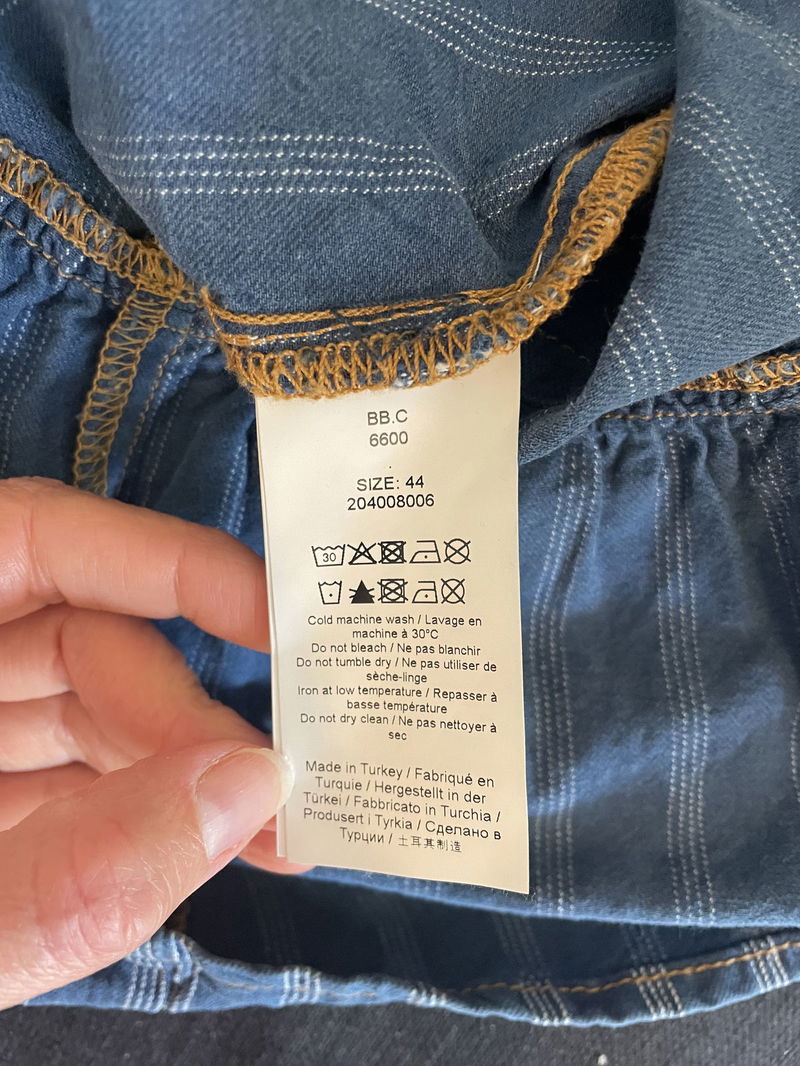 BB.C
6600
SIZE: 44
204008006
30
Cold machine wash / Lavage en
machine à 30°C
Do not bleach / Ne pas blanchir
Do not tumble dry / Ne pas utiliser de
sèche-linge
Iron at low temperature / Repasser à
basse température
Do not dry clean / Ne pas nettoyer à
sec
Made in Turkey / Fabriqué en
Turquie / Hergestellt in der
Türkei / Fabbricato in Turchia /
Produsert i Tyrkia / Сделано в
Турции / 土耳其制造